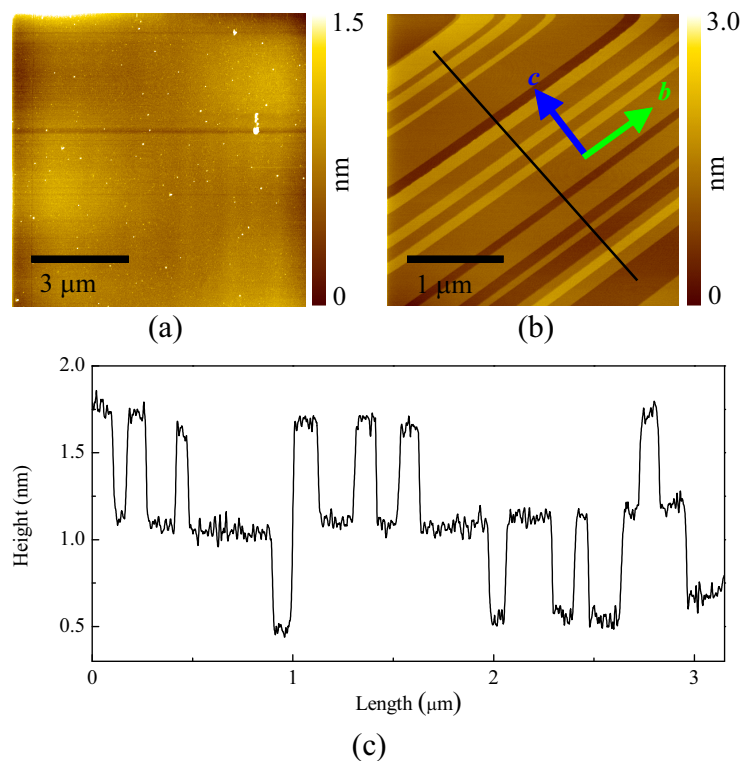 1.5
nm
0
3 μm
(a)
3.0
nm
0
c
b
1 μm
(b)
2.0
1.5
1.0
0.5
Height (nm)
0
1
2
3
Length (μm)
(c)